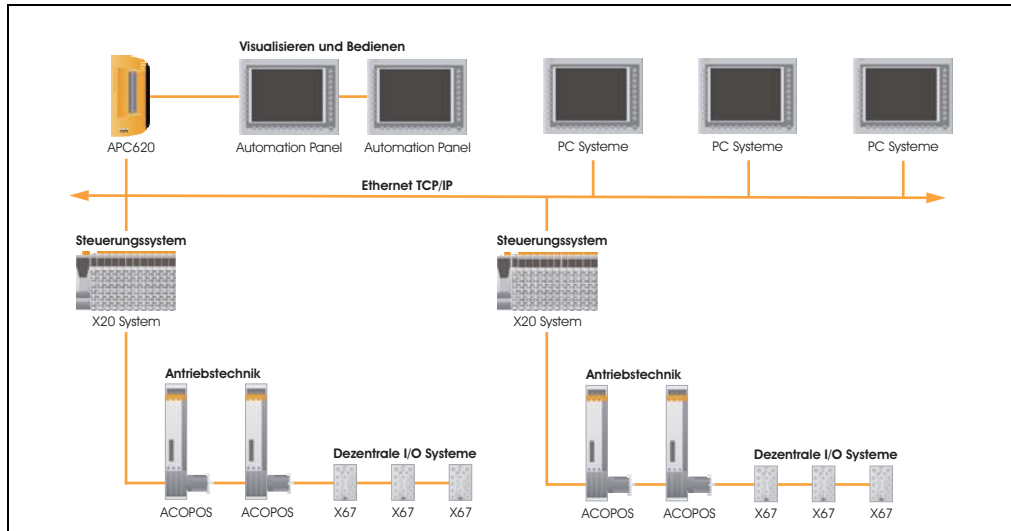 Visualisieren und Bedienen
APC620
Automation Panel
Automation Panel
PC Systeme
PC Systeme
PC Systeme
Ethernet TCP/IP
Steuerungssystem
Steuerungssystem
X20 System
X20 System
Antriebstechnik
Antriebstechnik
Dezentrale I/O Systeme
Dezentrale I/O Systeme
ACOPOS
ACOPOS
X67
X67
X67
ACOPOS
ACOPOS
X67
X67
X67